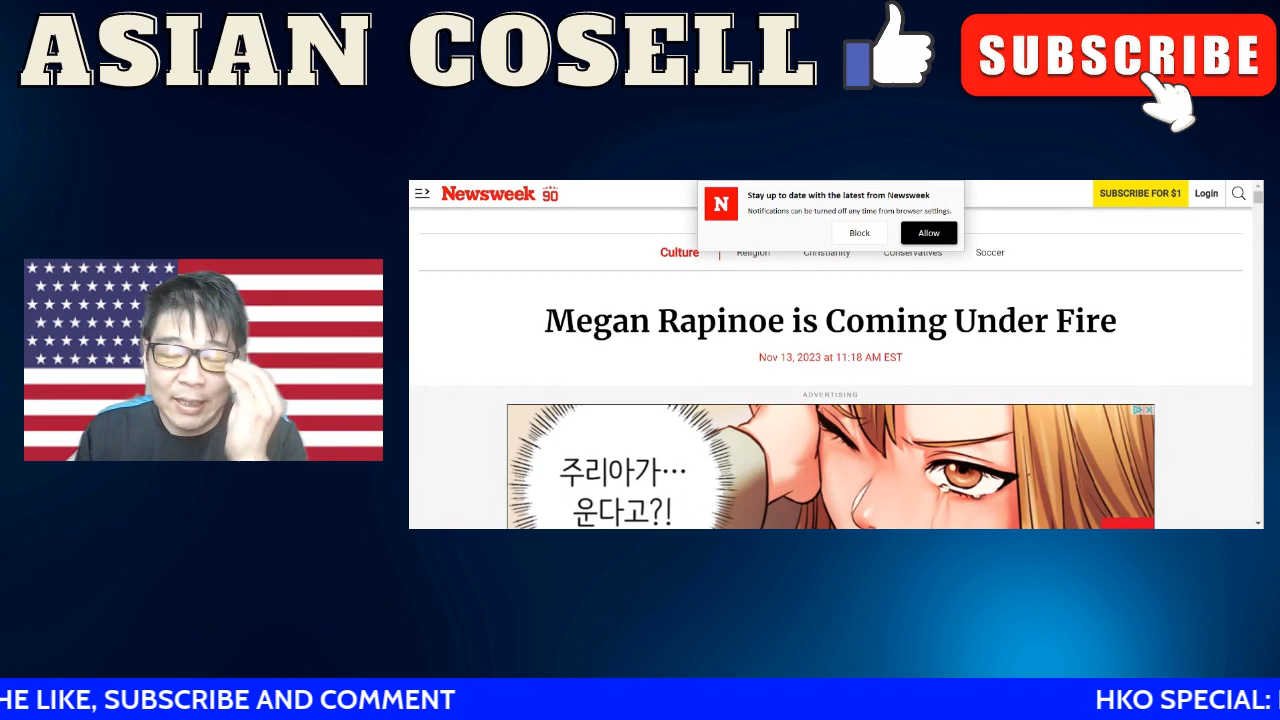 ASIAN COSELL
SUBSCRIBE
Newsweek 90
N
Stay up to date with the latest from Newsweek
Notifications can be turned off any time from browser settings.
Block
Allow
SUBSCRIBE FOR $1
Login
Culture
Religion
Christianity
Conservatives
Soccer
Megan Rapinoe is Coming Under Fire
Nov 13, 2023 at 11:18 AM EST
ADVERTISING
주리아가…
운다고?!
HE LIKE, SUBSCRIBE AND COMMENT
HKO SPECIAL: